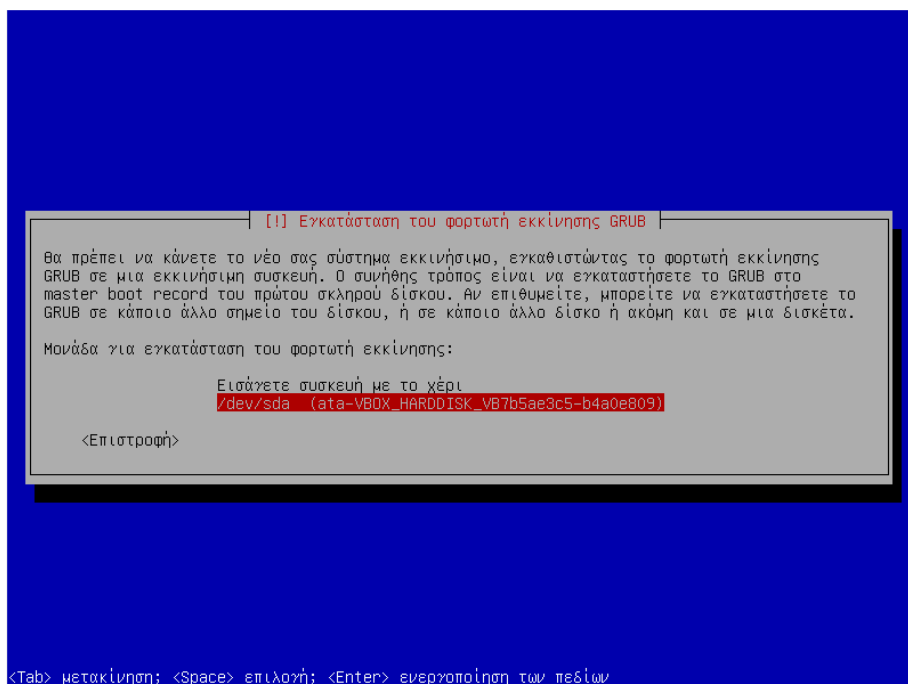 [!] Εγκατάσταση του φορτωτή εκκίνησης GRUB
Θα πρέπει να κάνετε το νέο σας σύστημα εκκινήσιμο, εγκαθιστώντας το φορτωτή εκκίνησης
GRUB σε μια εκκινήσιμη συσκευή. Ο συνήθης τρόπος είναι να εγκαταστήσετε το GRUB στο
master boot record του πρώτου σκληρού δίσκου. Αν επιθυμείτε, μπορείτε να εγκαταστήσετε το
GRUB σε κάποιο άλλο σημείο του δίσκου, ή σε κάποιο άλλο δίσκο ή ακόμη και σε μια δισκέτα.
Μονάδα για εγκατάσταση του φορτωτή εκκίνησης:
Εισάγετε συσκευή με το χέρι
/dev/sda (ata-VBOX_HARDDISK_VB7b5ae3c5-b4a0e809)
<Επιστροφή>
<Tab> μετακίνηση; <Space> επιλογή; <Enter> ενεργοποίηση των πεδίων